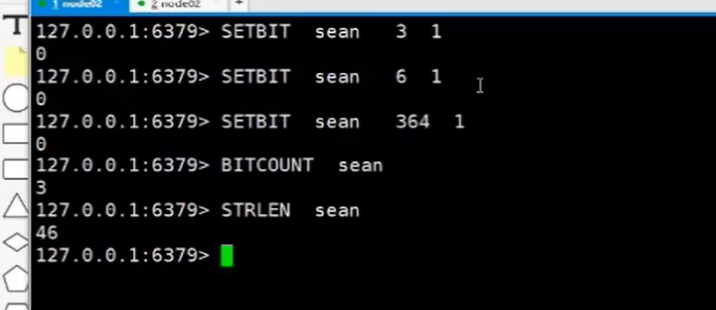 1 node02 2 node02 +
T
127.0.0.1:6379> SETBIT sean 3 1
0
127.0.0.1:6379> SETBIT sean 6 1
0
127.0.0.1:6379> SETBIT sean 364 1
0
127.0.0.1:6379> BITCOUNT sean
3
127.0.0.1:6379> STRLEN sean
46
127.0.0.1:6379>